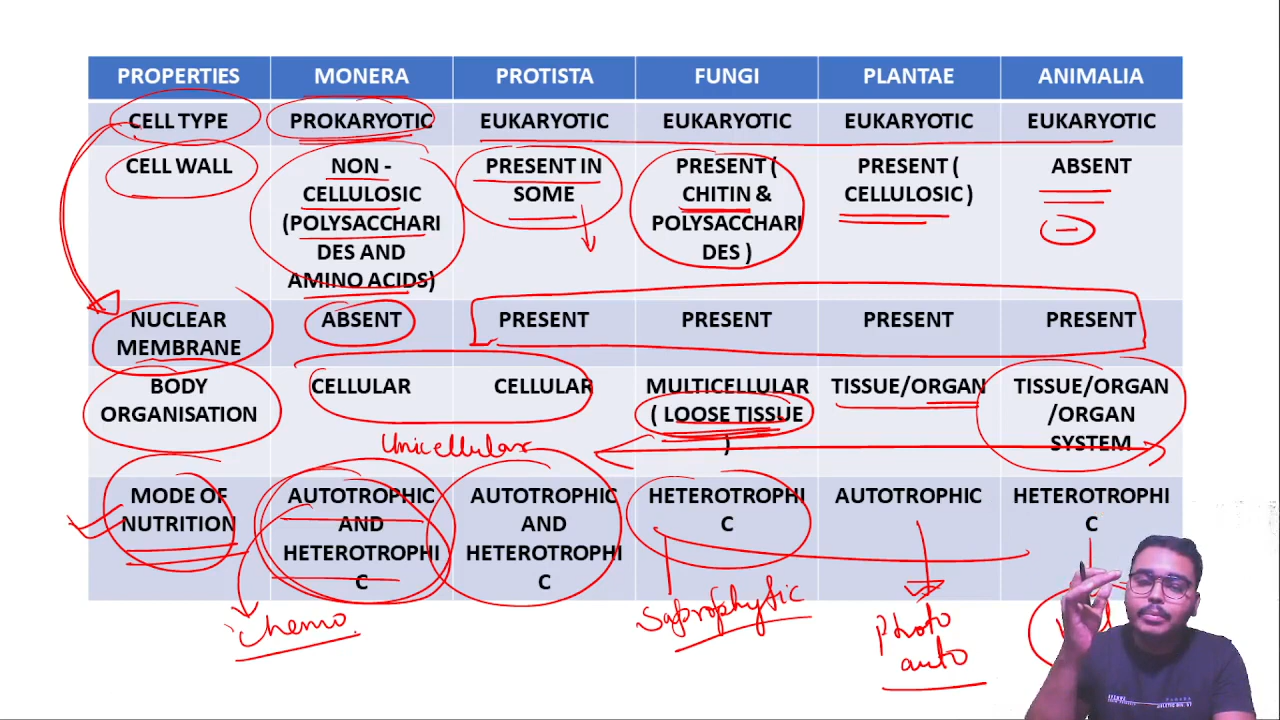 PROPERTIES MONERA PROTISTA FUNGI PLANTAE ANIMALIA
CELL TYPE PROKARYOTIC EUKARYOTIC EUKARYOTIC EUKARYOTIC EUKARYOTIC
CELL WALL
NON -
CELLULOSIC
(POLYSACCHARI
DES AND
AMINO ACIDS)
PRESENT IN
SOME
PRESENT (
CHITIN &
POLYSACCHARI
DES )
PRESENT (
CELLULOSIC )
ABSENT
NUCLEAR
MEMBRANE
ABSENT PRESENT PRESENT PRESENT PRESENT
BODY
ORGANISATION
CELLULAR
CELLULAR
MULTICELLULAR
( LOOSE TISSUE
)
TISSUE/ORGAN
TISSUE/ORGAN
/ORGAN
SYSTEM
Unicellular
MODE OF
NUTRITION
AUTOTROPHIC
AND
HETEROTROPHI
C
AUTOTROPHIC
AND
HETEROTROPHI
C
HETEROTROPHI
C
AUTOTROPHIC
HETEROTROPHI
C
Chemo
Saprophytic
Photo
auto